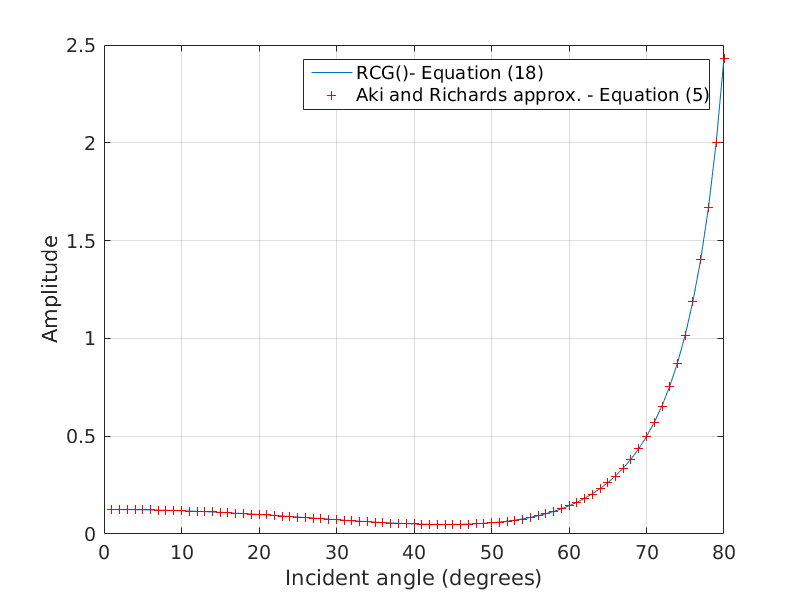 2.5
2
1.5
1
0.5
0
RCG()- Equation (18)
Aki and Richards approx. - Equation (5)
Amplitude
0 10 20 30 40 50 60 70 80
Incident angle (degrees)